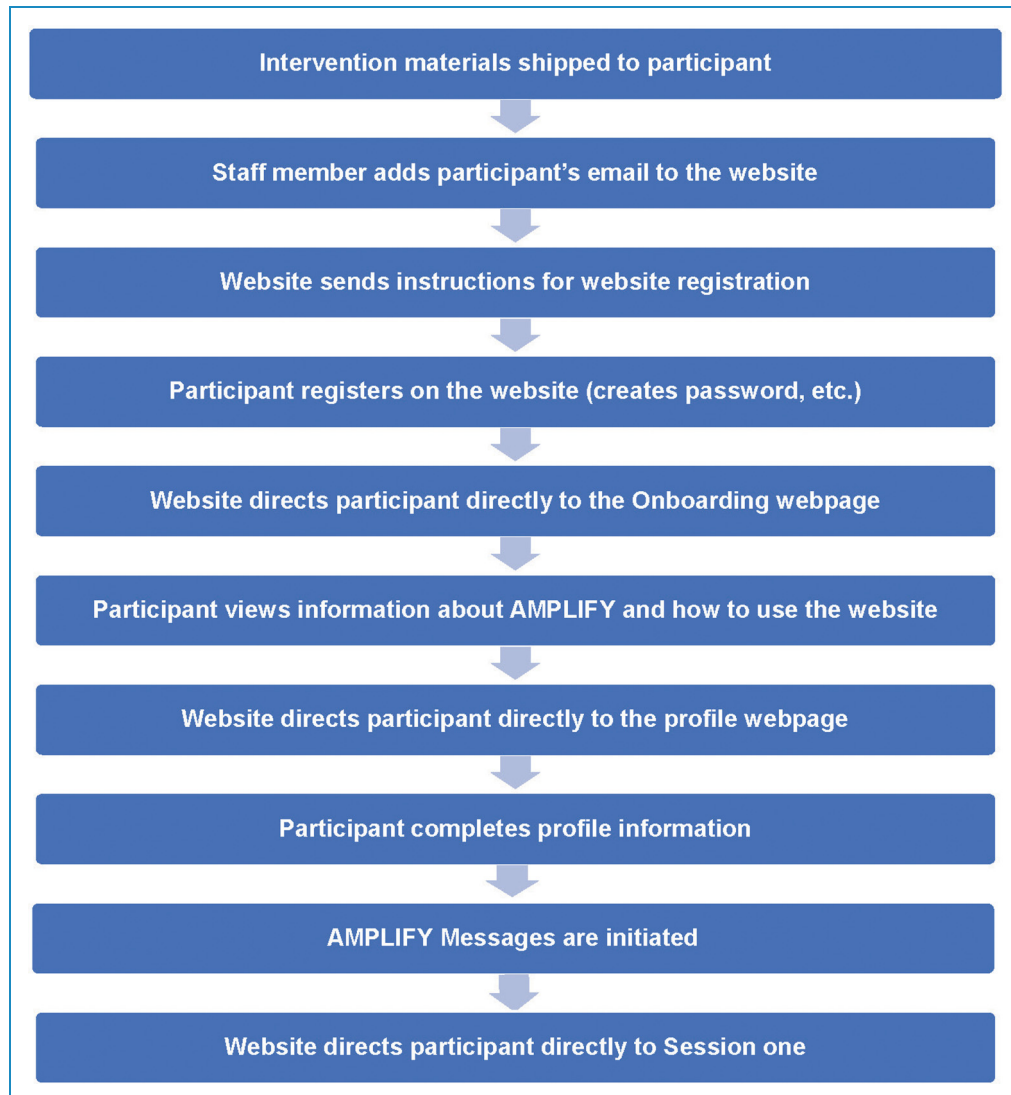 Intervention materials shipped to participant
Staff member adds participant's email to the website
Website sends instructions for website registration
Participant registers on the website (creates password, etc.)
Website directs participant directly to the Onboarding webpage
Participant views information about AMPLIFY and how to use the website
Website directs participant directly to the profile webpage
Participant completes profile information
AMPLIFY Messages are initiated
Website directs participant directly to Session one